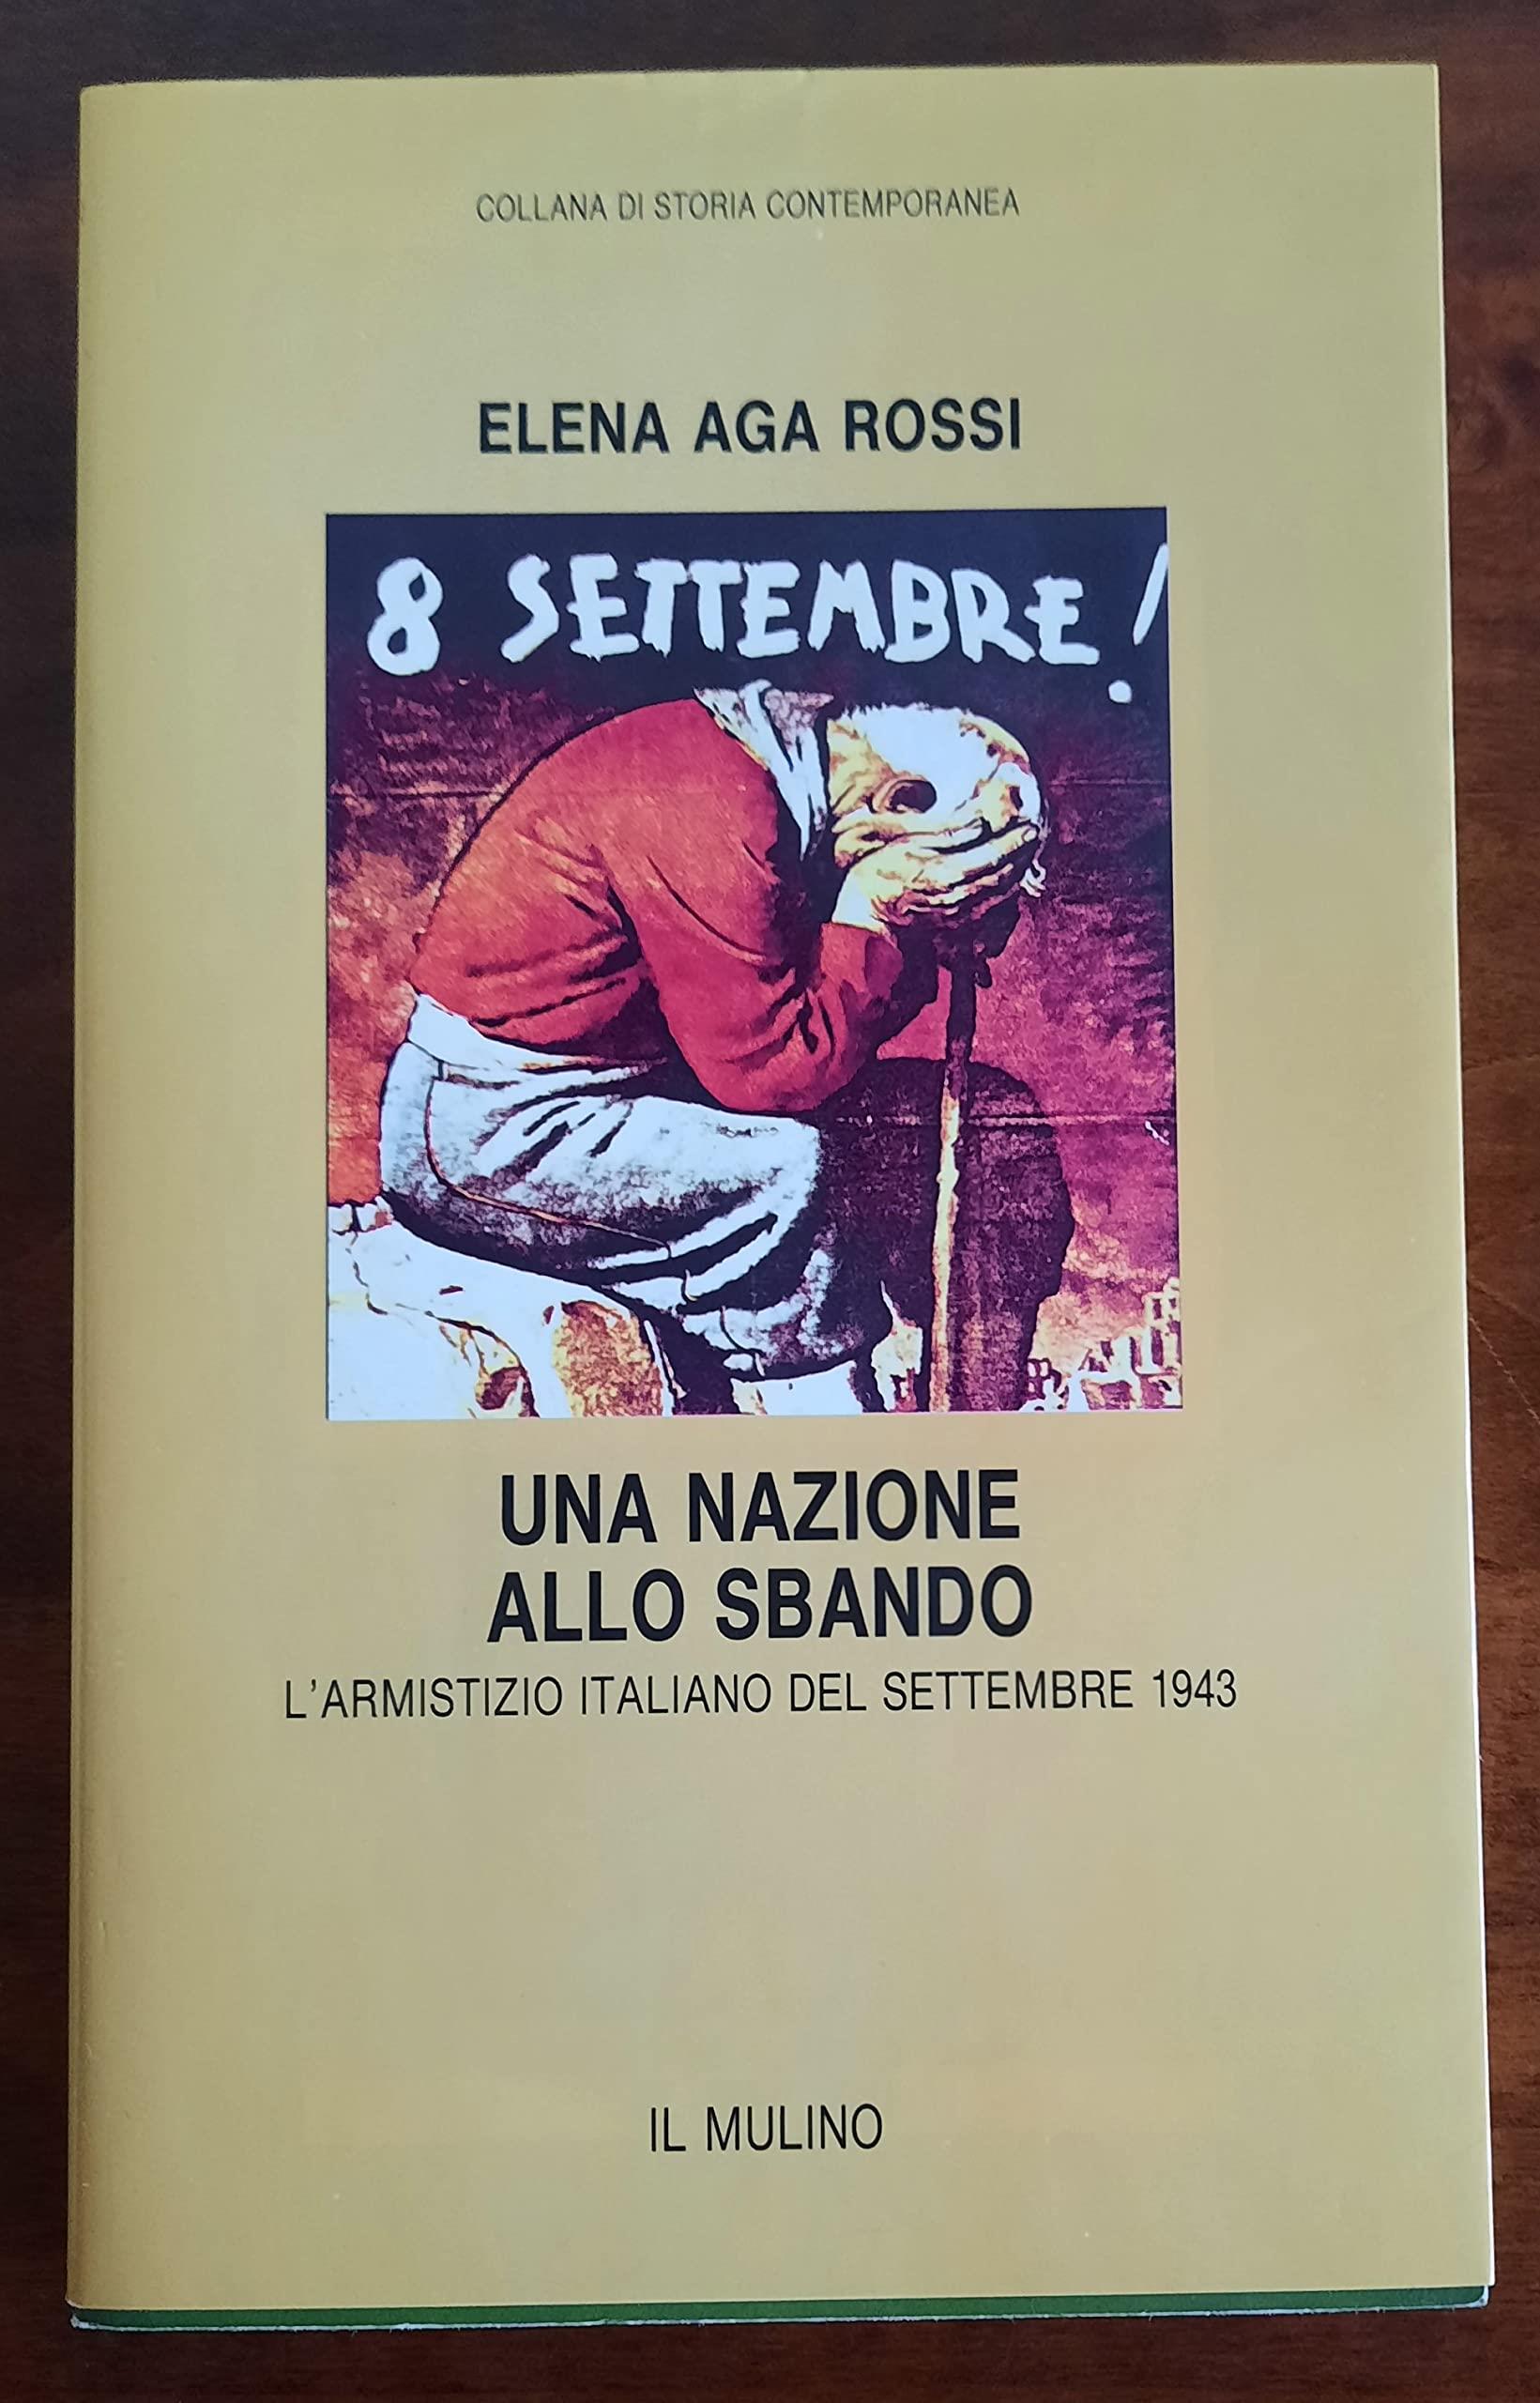 COLLANA DI STORIA CONTEMPORANEA
ELENA AGA ROSSI
8 SETTEMBRE!
UNA NAZIONE
ALLO SBANDO
L'ARMISTIZIO ITALIANO DEL SETTEMBRE 1943
IL MULINO